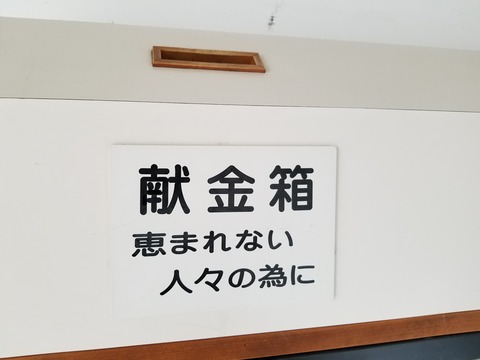 献金箱
恵まれない
人々の為に